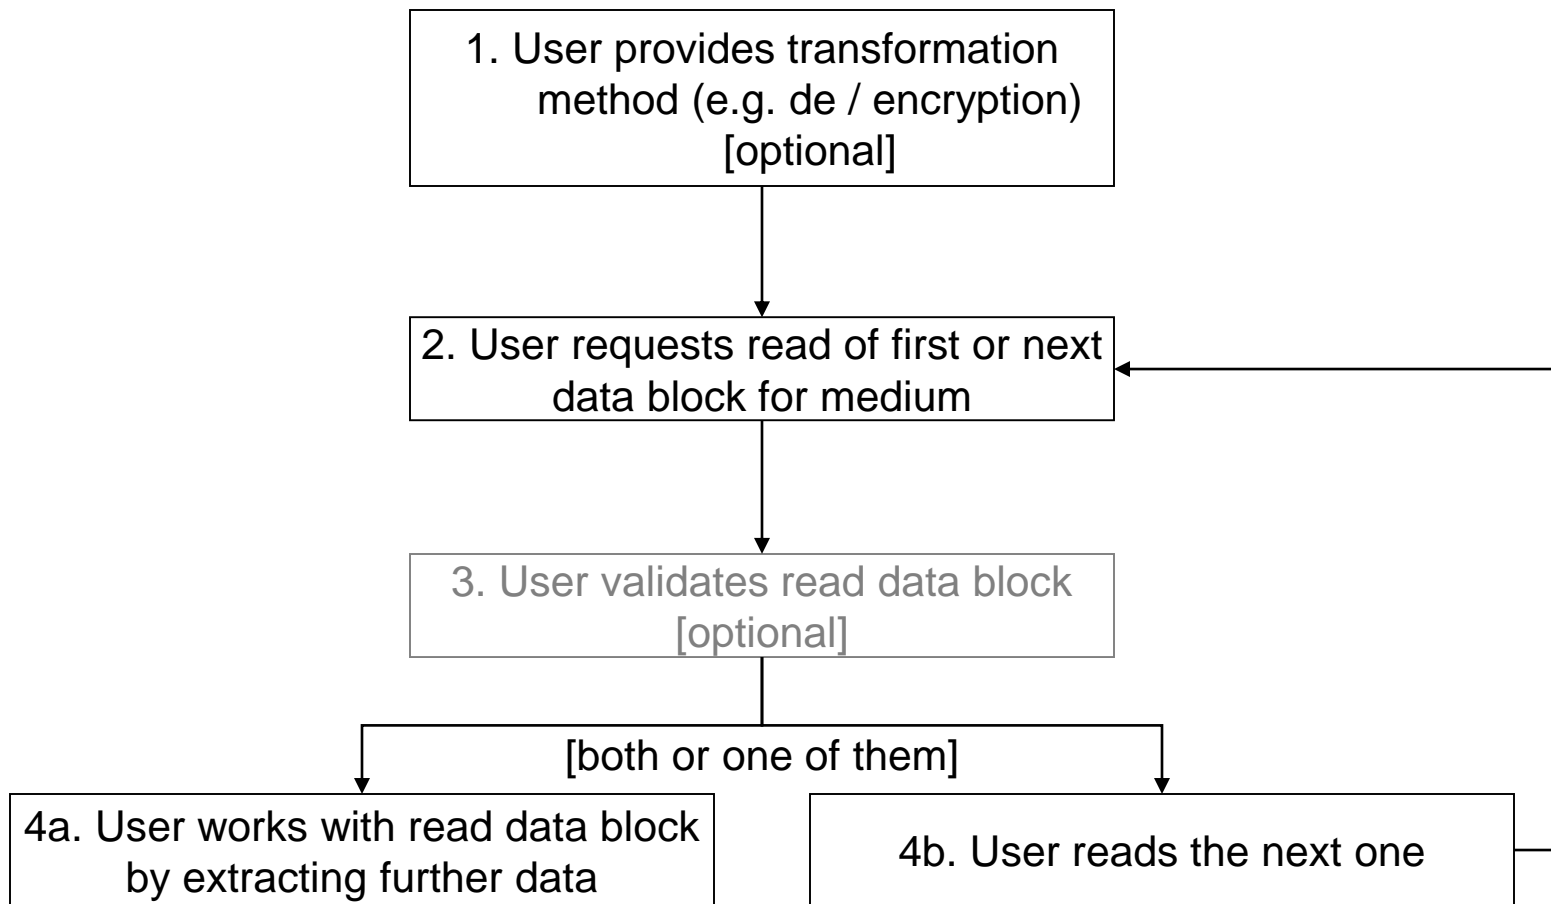 1. User provides transformation
method (e.g. de / encryption)
[optional]
2. User requests read of first or next
data block for medium
3. User validates read data block
[optional]
[both or one of them]
4a. User works with read data block
by extracting further data
4b. User reads the next one